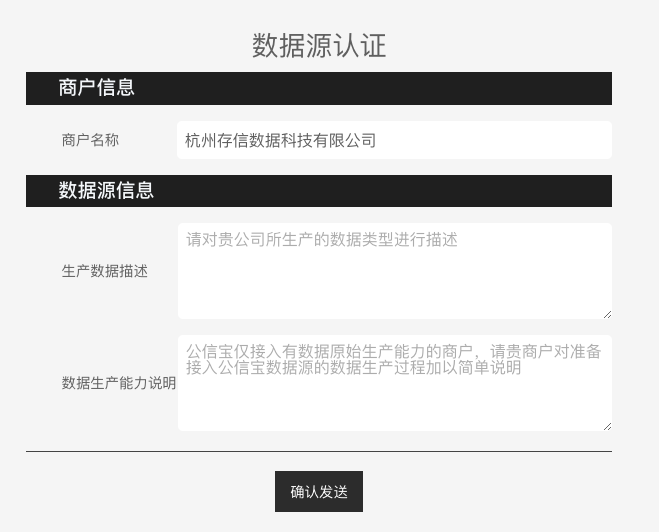 数据源认证
商户信息
商户名称
杭州存信数据科技有限公司
数据源信息
生产数据描述
请对贵公司所生产的数据类型进行描述
数据生产能力说明
公信宝仅接入有数据原始生产能力的商户，请贵商户对准备
接入公信宝数据源的数据生产过程加以简单说明
确认发送